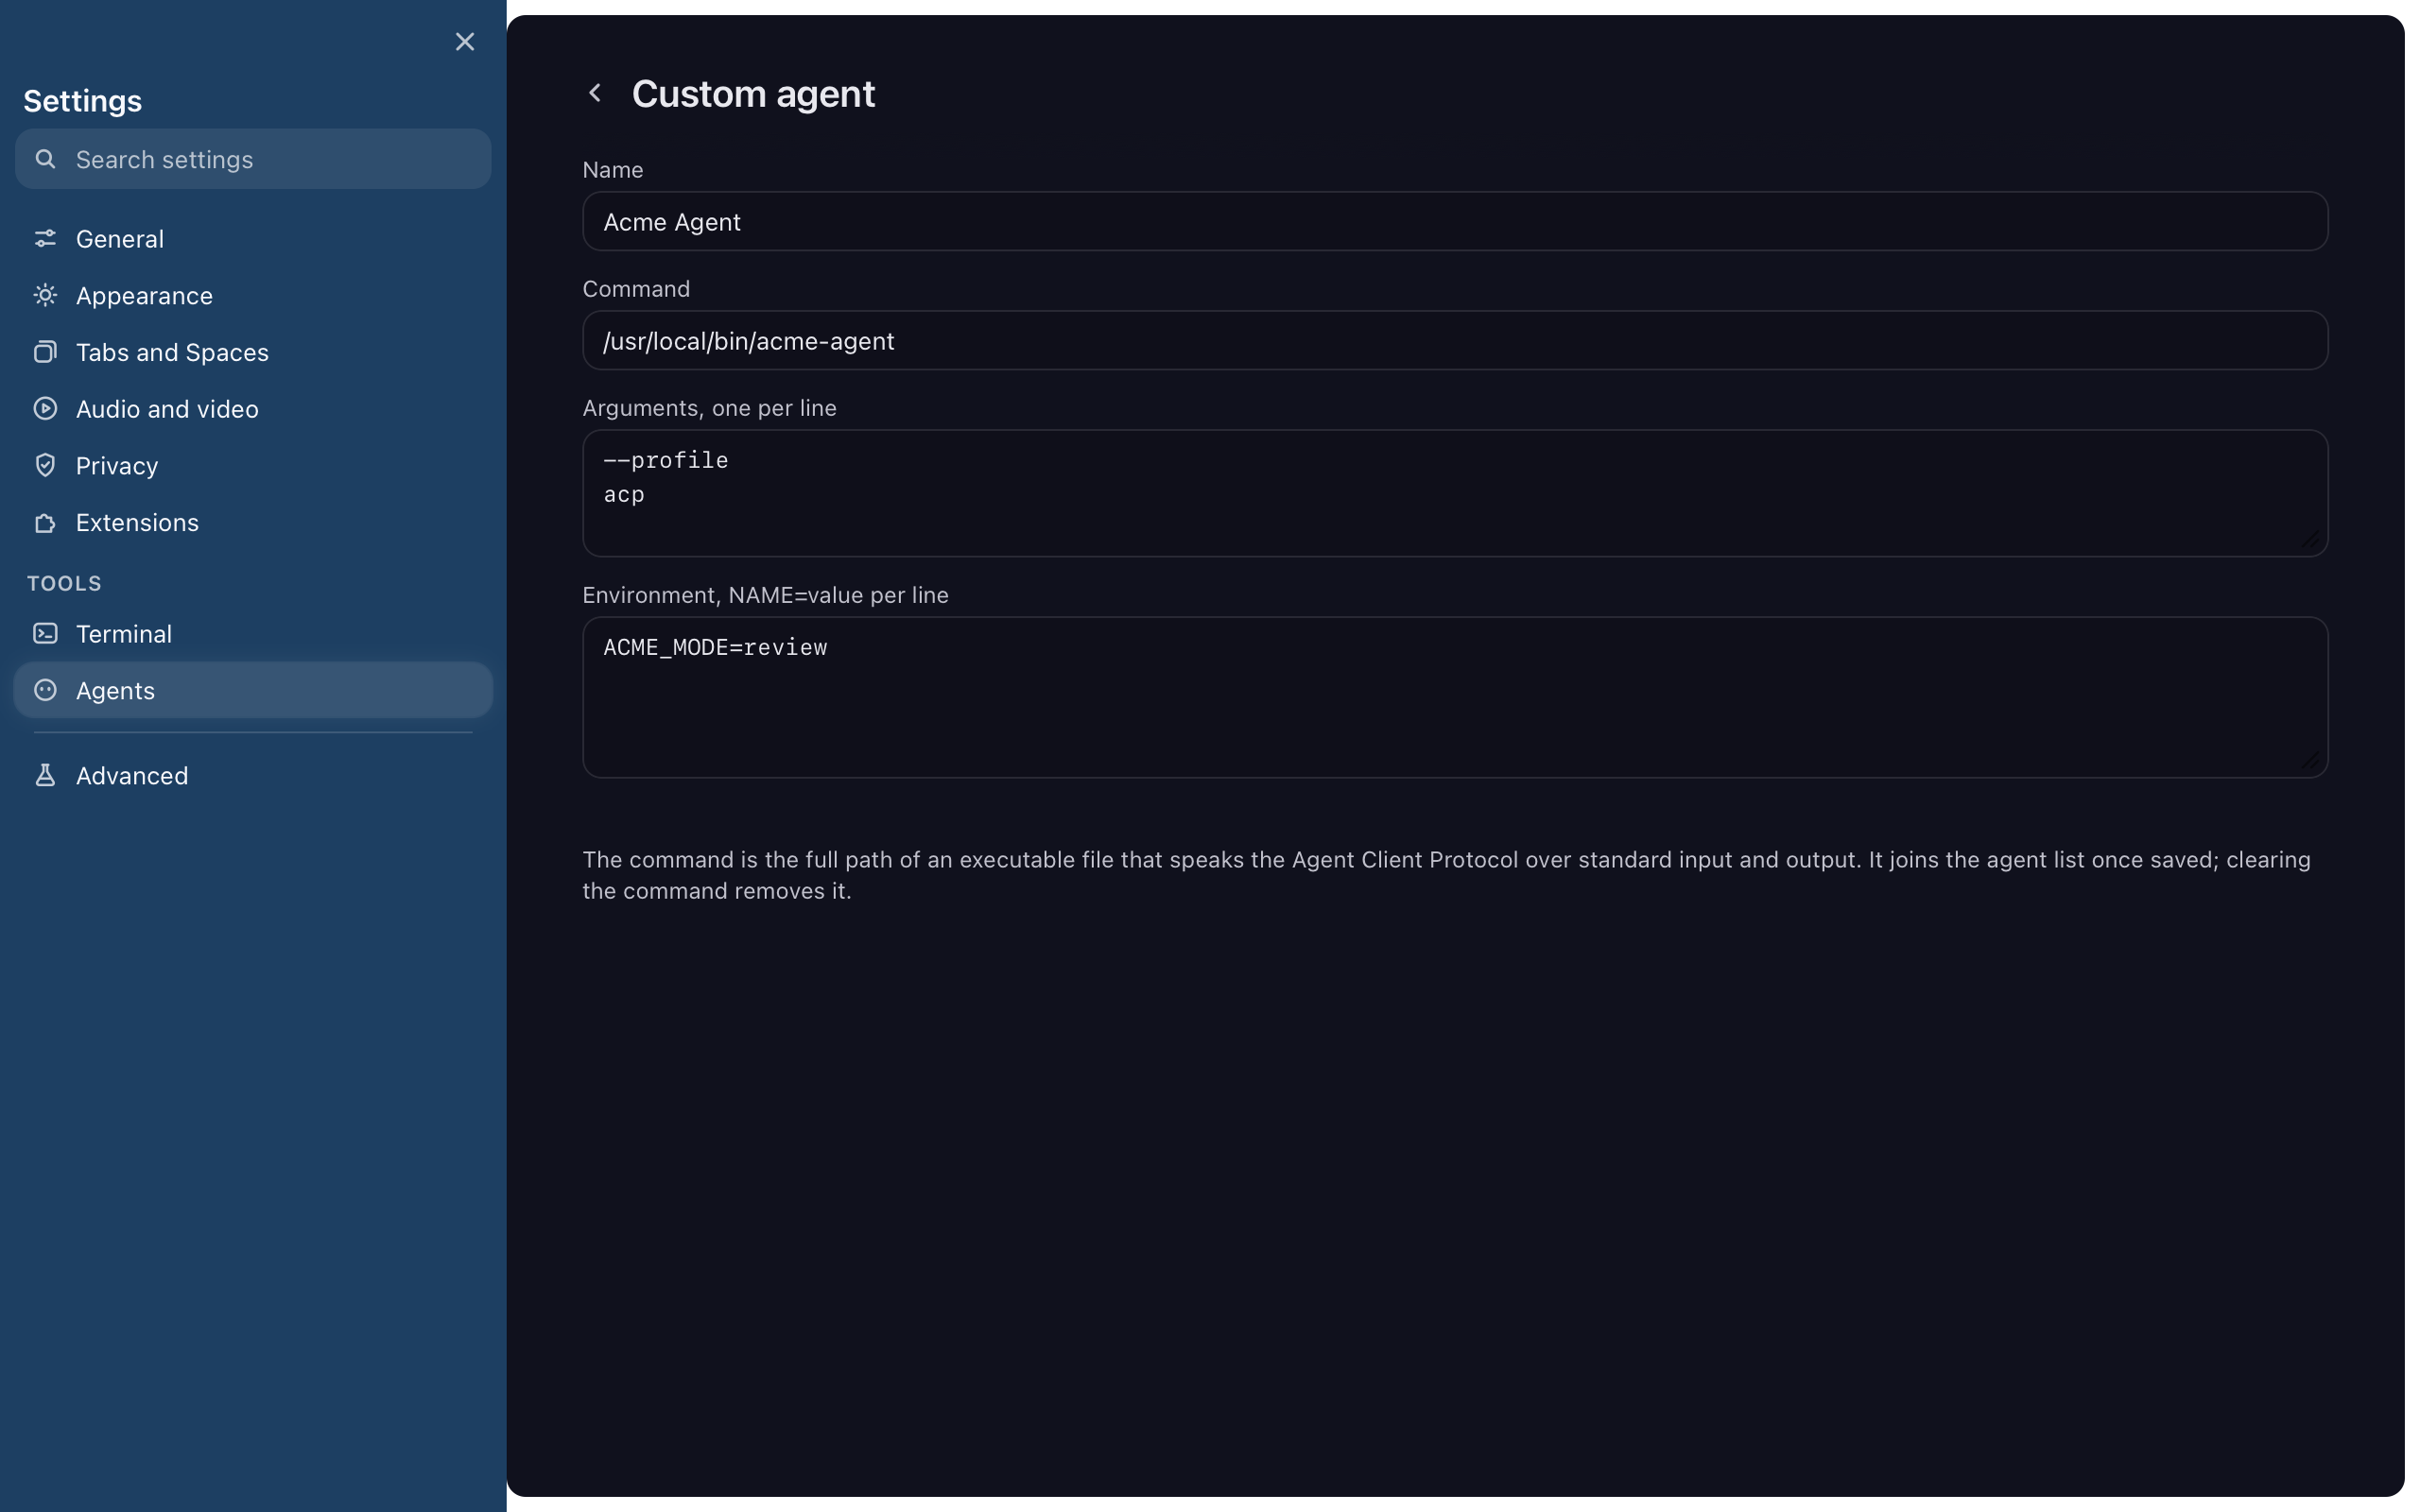 Settings
Search settings
General
Appearance
Tabs and Spaces
Audio and video
Privacy
Extensions
TOOLS
Terminal
Agents
Advanced
Custom agent
Name
Acme Agent
Command
/usr/local/bin/acme-agent
Arguments, one per line
--profile
acp
Environment, NAME=value per line
ACME_MODE=review
The command is the full path of an executable file that speaks the Agent Client Protocol over standard input and output. It joins the agent list once saved; clearing
the command removes it.